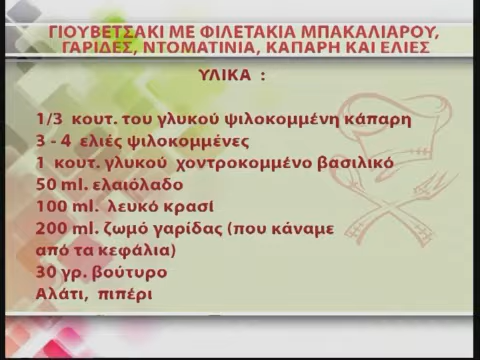 ΓΙΟΥΒΕΤΣΑΚΙ ΜΕ ΦΙΛΕΤΑΚΙΑ ΜΠΑΚΑΛΙΑΡΟΥ,
ΓΑΡΙΔΕΣ, ΝΤΟΜΑΤΙΝΙΑ, ΚΑΠΑΡΗ ΚΑΙ ΕΛΙΕΣ
ΥΛΙΚΑ :
1/3 κουτ. του γλυκού ψιλοκομμένη κάπαρη
3 - 4 ελιές ψιλοκομμένες
1 κουτ. γλυκού χοντροκομμένο βασιλικό
50 ml. ελαιόλαδο
100 ml. λευκό κρασί
200 ml. ζωμό γαρίδας (που κάναμε
από τα κεφάλια)
30 γρ. βούτυρο
Αλάτι, πιπέρι